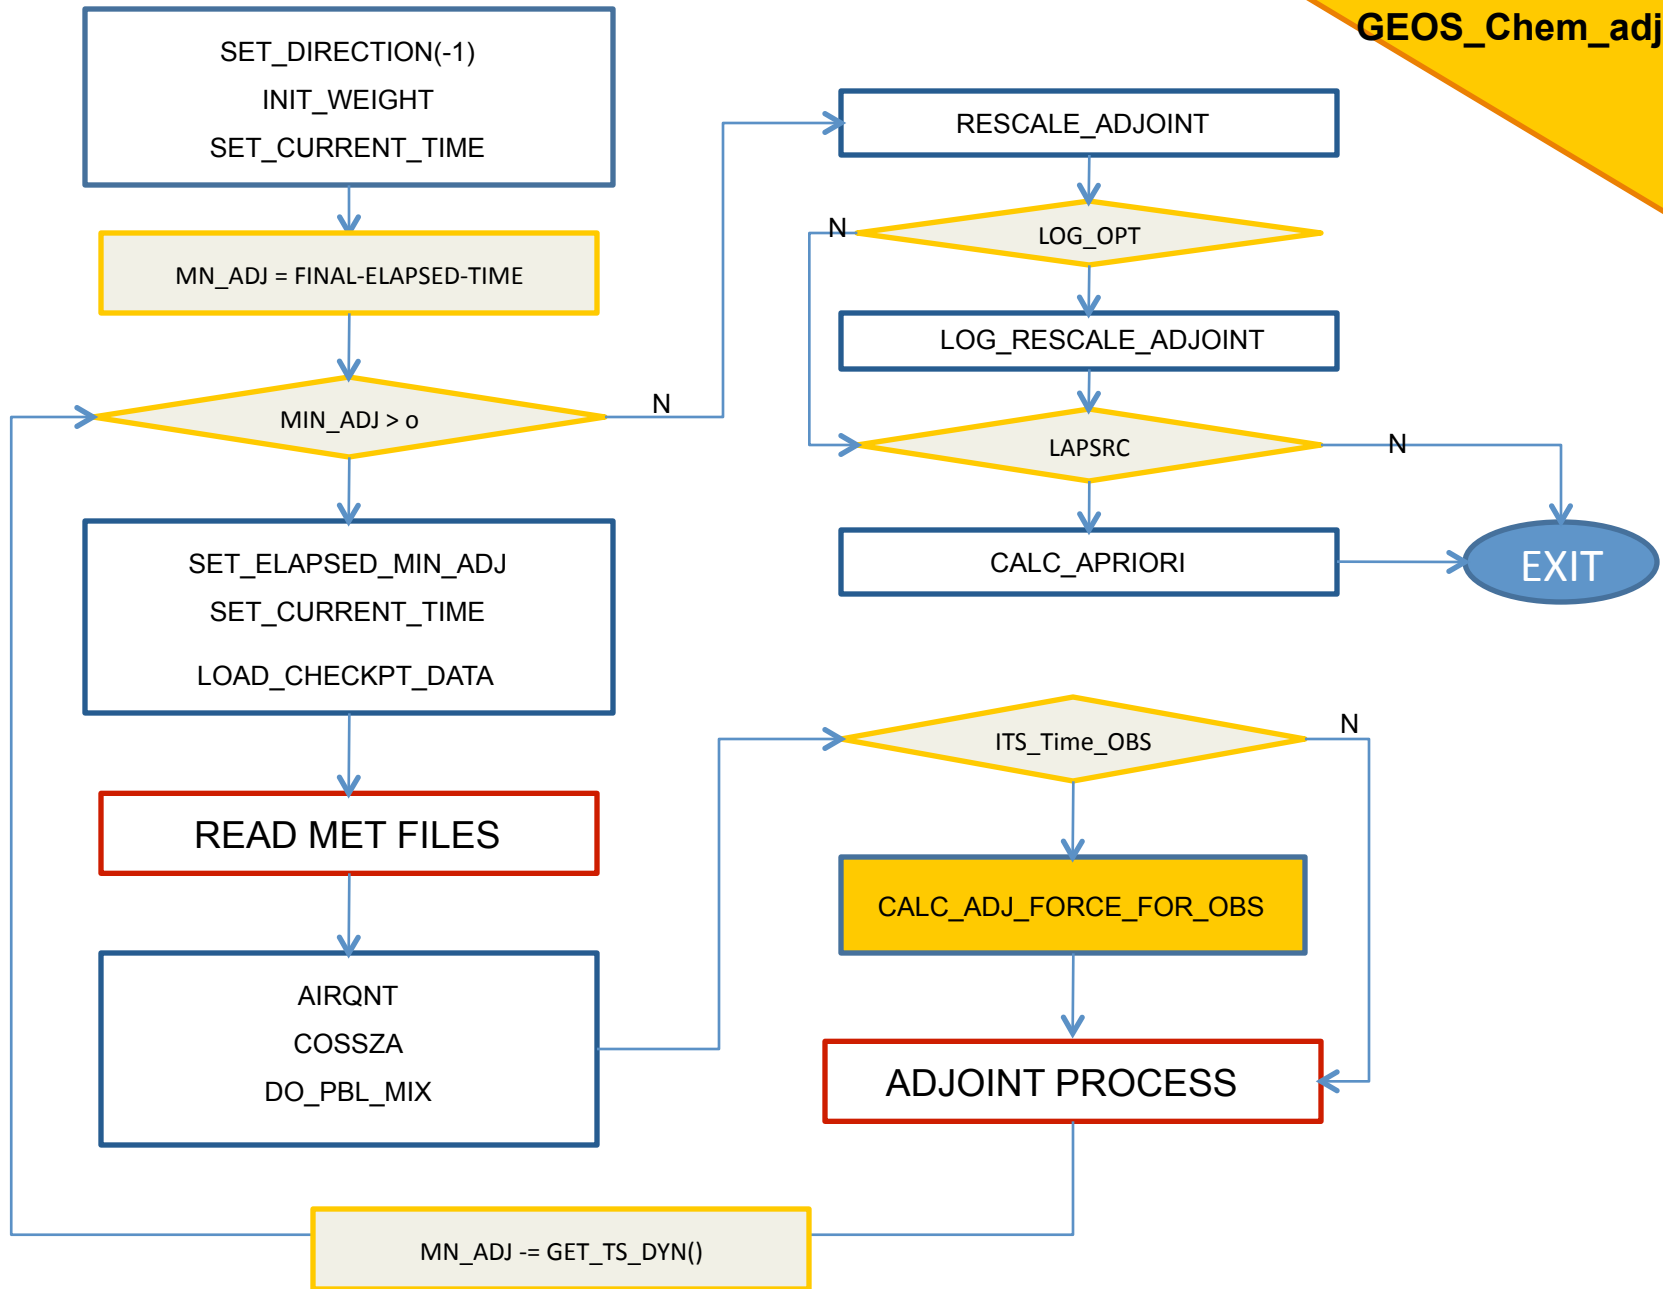 GEOS_Chem_adj
SET_DIRECTION(-1)
INIT_WEIGHT
SET_CURRENT_TIME
MN_ADJ = FINAL-ELAPSED-TIME
MIN_ADJ > o
N
SET_ELAPSED_MIN_ADJ
SET_CURRENT_TIME
LOAD_CHECKPT_DATA
READ MET FILES
AIRQNT
COSSZA
DO_PBL_MIX
MN_ADJ -= GET_TS_DYN()
RESCALE_ADJOINT
N
LOG_OPT
LOG_RESCALE_ADJOINT
LAPSRC
N
CALC_APRIORI
EXIT
ITS_Time_OBS
N
CALC_ADJ_FORCE_FOR_OBS
ADJOINT PROCESS